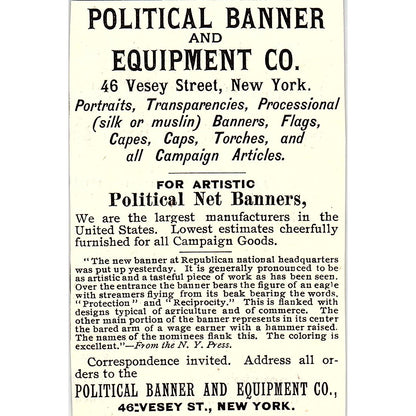 POLITICAL BANNER
AND
EQUIPMENT CO.
46 Vesey Street, New York.
Portraits, Transparencies, Processional
(silk or muslin) Banners, Flags,
Capes, Caps, Torches, and
all Campaign Articles.
FOR ARTISTIC
Political Net Banners,
We are the largest manufacturers in the
United States. Lowest estimates cheerfully
furnished for all Campaign Goods.
"The new banner at Republican national headquarters
was put up yesterday. It is generally pronounced to be
as artistic and a tasteful piece of work as has been seen.
Over the entrance the banner bears the figure of an eagle
with streamers flying from its beak bearing the words,
"Protection" and "Reciprocity." This is flanked with
designs typical of agriculture and of commerce. The
other main portion of the banner represents in its center
the bared arm of a wage earner with a hammer raised.
The names of the nominees flank this. The coloring is
excellent."—From the N. Y. Press.
Correspondence invited. Address all or-
ders to the
POLITICAL BANNER AND EQUIPMENT CO.,
46 VESEY ST., NEW YORK.